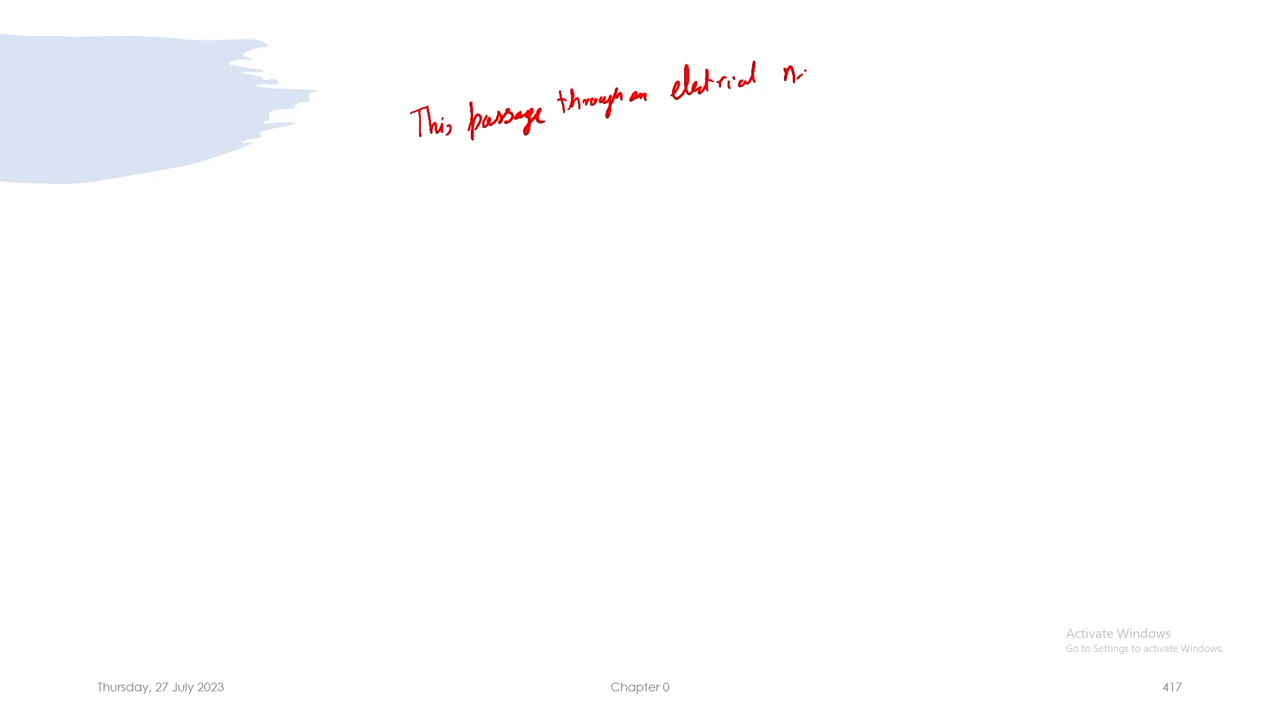 This passage through an electrial
Activate Windows
Go to Settings to activate Windows.
Thursday, 27 July 2023
Chapter 0
417